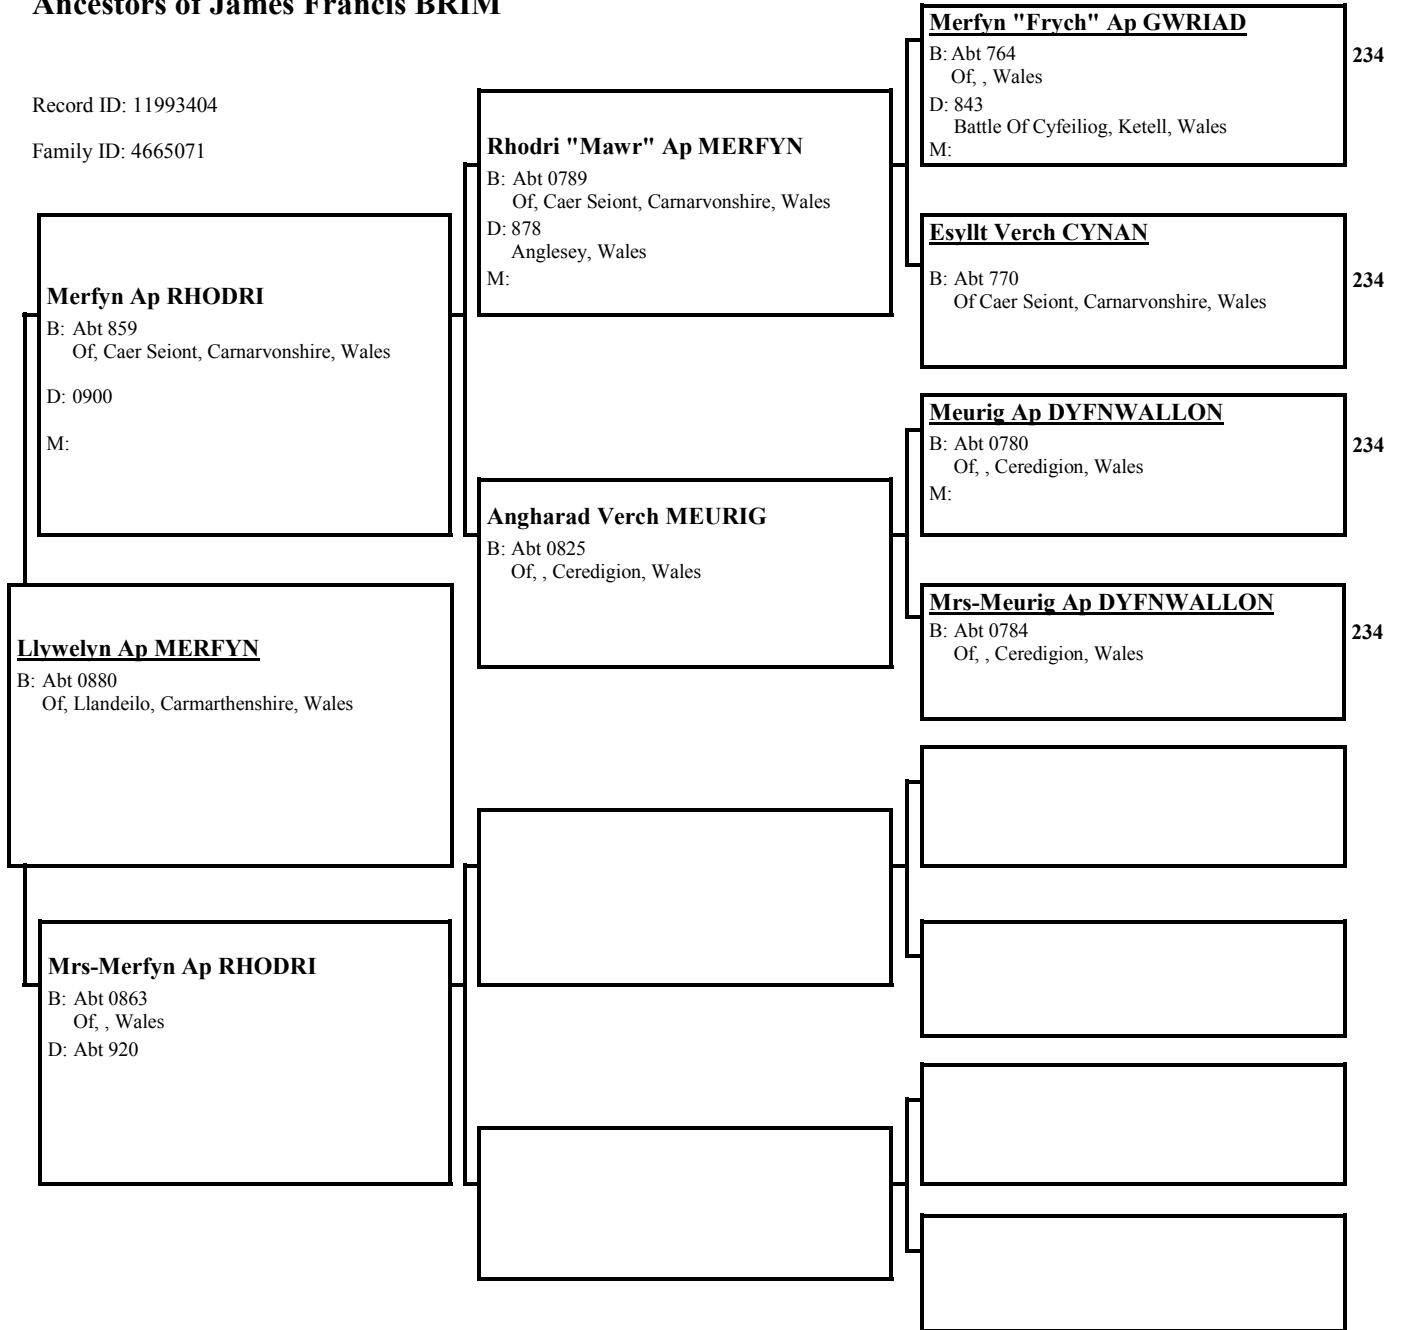 Ancestors of James Francis BRIM
Record ID: 11993404
Family ID: 4665071
Merfyn Ap RHODRI
B: Abt 859
Of, Caer Seiont, Carnarvonshire, Wales
D: 0900
M:
Llywelyn Ap MERFYN
B: Abt 0880
Of, Llandeilo, Carmarthenshire, Wales
Mrs-Merfyn Ap RHODRI
B: Abt 0863
Of, , Wales
D: Abt 920
Rhodri "Mawr" Ap MERFYN
B: Abt 0789
Of, Caer Seiont, Carnarvonshire, Wales
D: 878
Anglesey, Wales
M:
Angharad Verch MEURIG
B: Abt 0825
Of, , Ceredigion, Wales
Merfyn "Frych" Ap GWRIAD
B: Abt 764
Of, , Wales
D: 843
Battle Of Cyfeiliog, Ketell, Wales
M:
234
Esyllt Verch CYNAN
B: Abt 770
Of Caer Seiont, Carnarvonshire, Wales
234
Meurig Ap DYFNWALLON
B: Abt 0780
Of, , Ceredigion, Wales
M:
234
Mrs-Meurig Ap DYFNWALLON
B: Abt 0784
Of, , Ceredigion, Wales
234